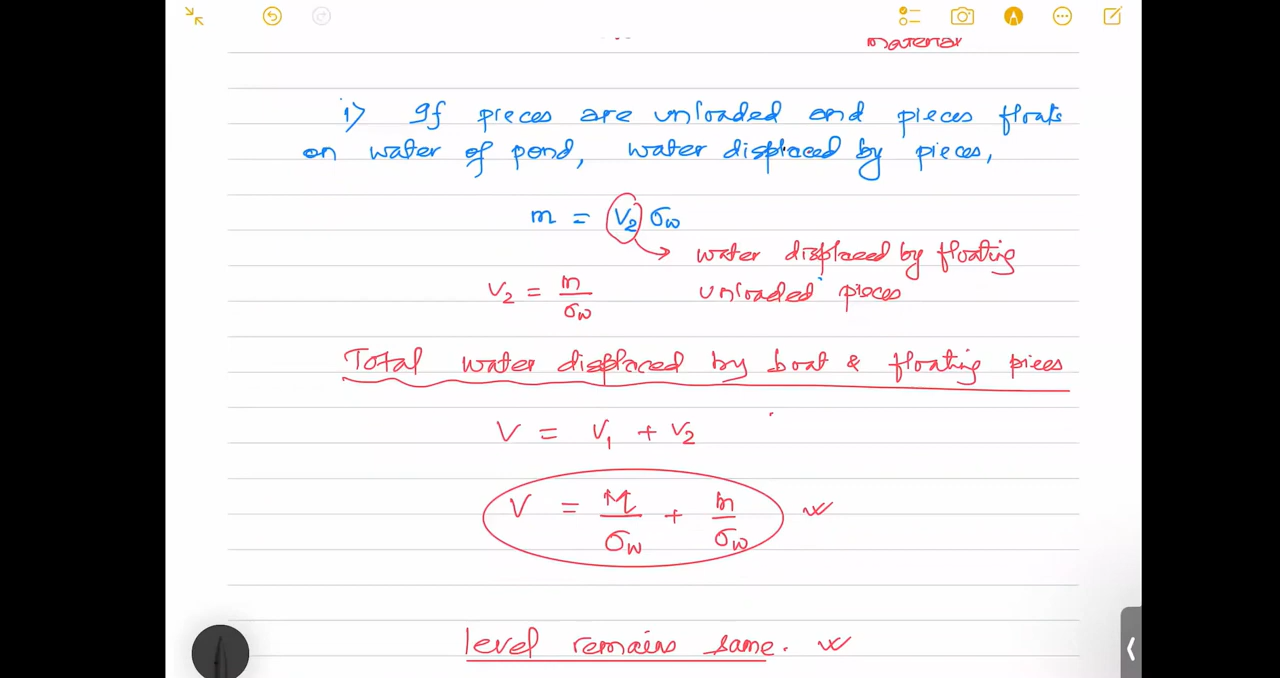 material
i) If pieces are unloaded and pieces floats
on water of pond, water displaced by pieces,
m = V₂ σw
→ water displaced by floating
unloaded pieces
V₂ = m/σw
Total water displaced by boat & floating pices
V = V₁ + V₂
V = M/σw + m/σw
level remains same.